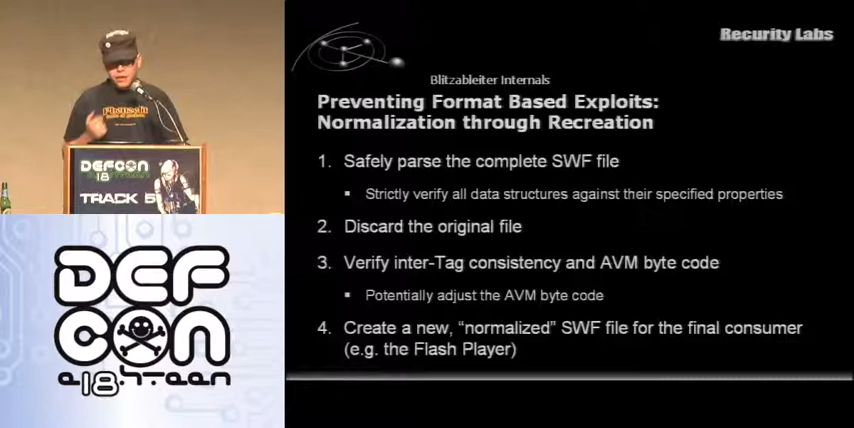 DEFCON
18
TRACK 5
DEF
CON
Recurity Labs
Blitzableiter Internals
Preventing Format Based Exploits:
Normalization through Recreation
1. Safely parse the complete SWF file
▪ Strictly verify all data structures against their specified properties
2. Discard the original file
3. Verify inter-Tag consistency and AVM byte code
▪ Potentially adjust the AVM byte code
4. Create a new, “normalized” SWF file for the final consumer
(e.g. the Flash Player)